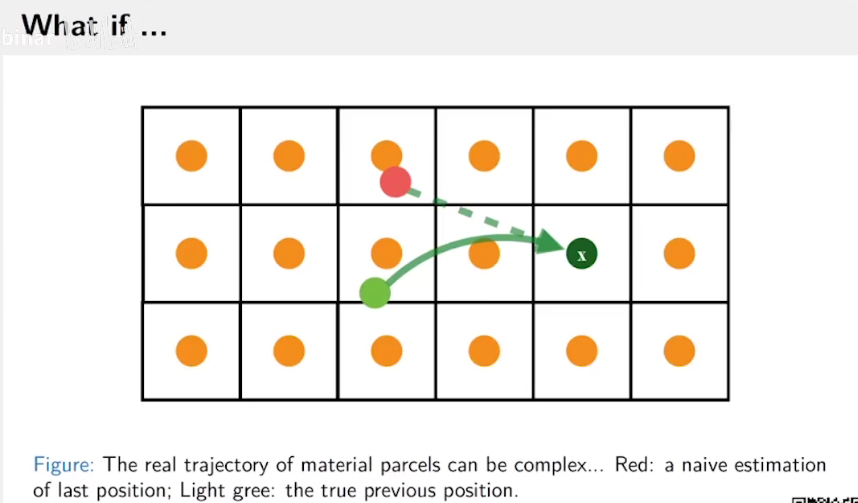 What if ...
x
Figure: The real trajectory of material parcels can be complex... Red: a naive estimation
of last position; Light gree: the true previous position.